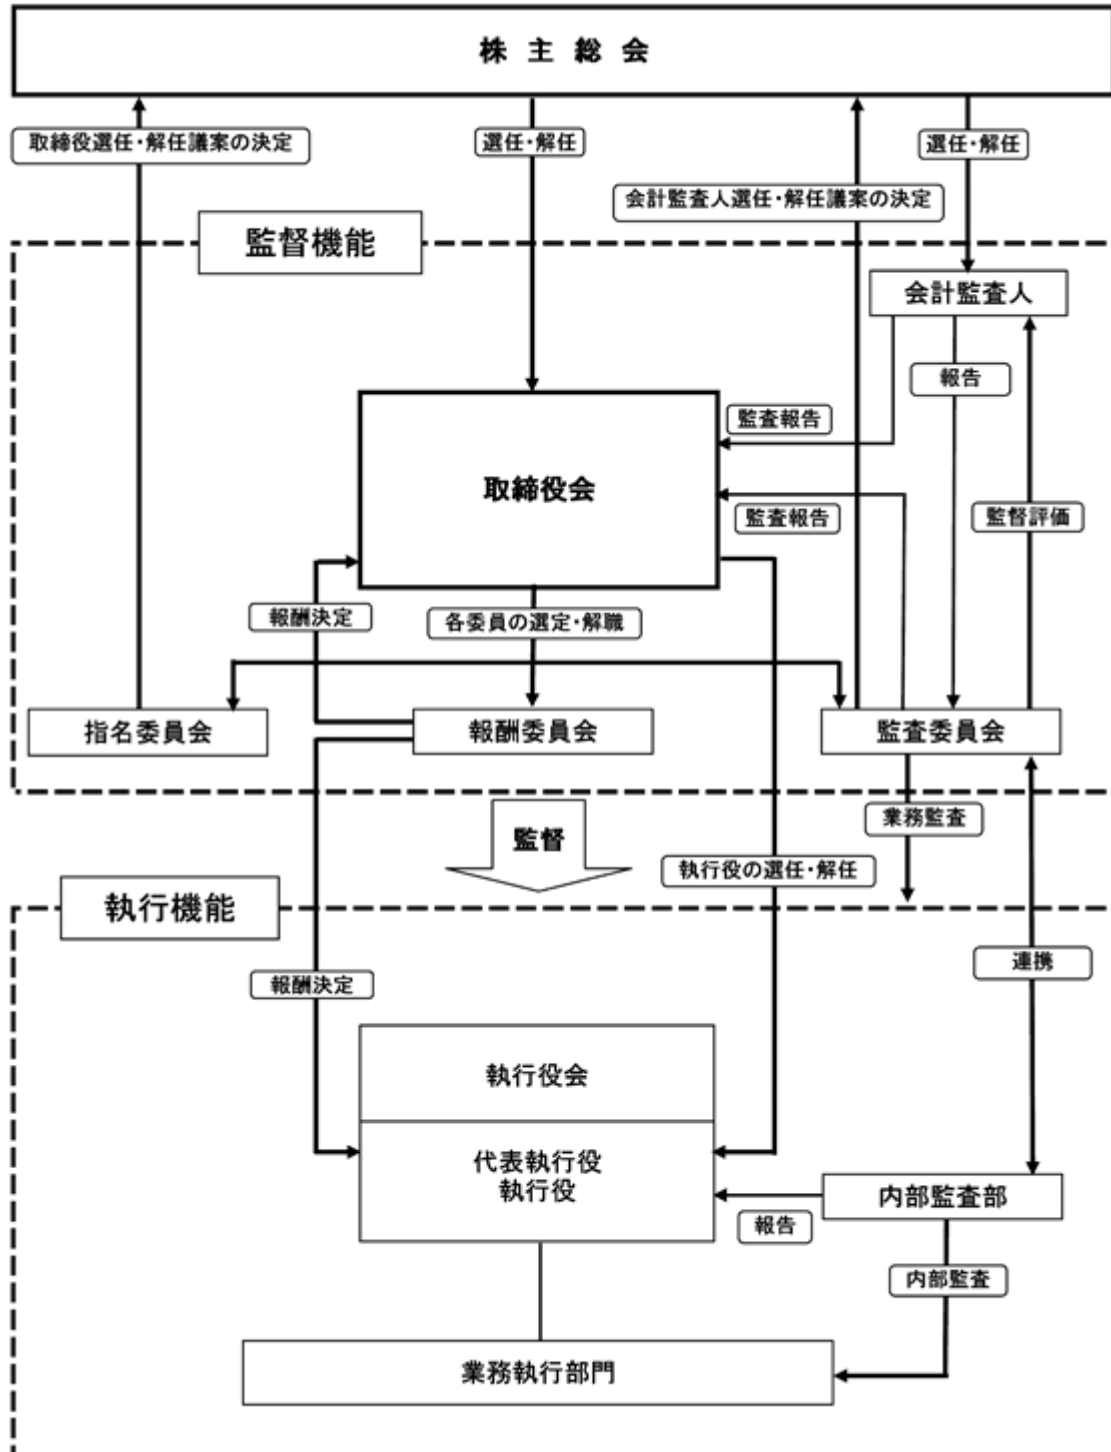 株 主 総 会
取締役選任・解任議案の決定
選任・解任
選任・解任
会計監査人選任・解任議案の決定
監督機能
会計監査人
報告
監査報告
取締役会
監査報告
監督評価
報酬決定
各委員の選定・解職
指名委員会
報酬委員会
監査委員会
監督
業務監査
執行役の選任・解任
執行機能
連携
報酬決定
執行役会
代表執行役
執行役
内部監査部
報告
内部監査
業務執行部門